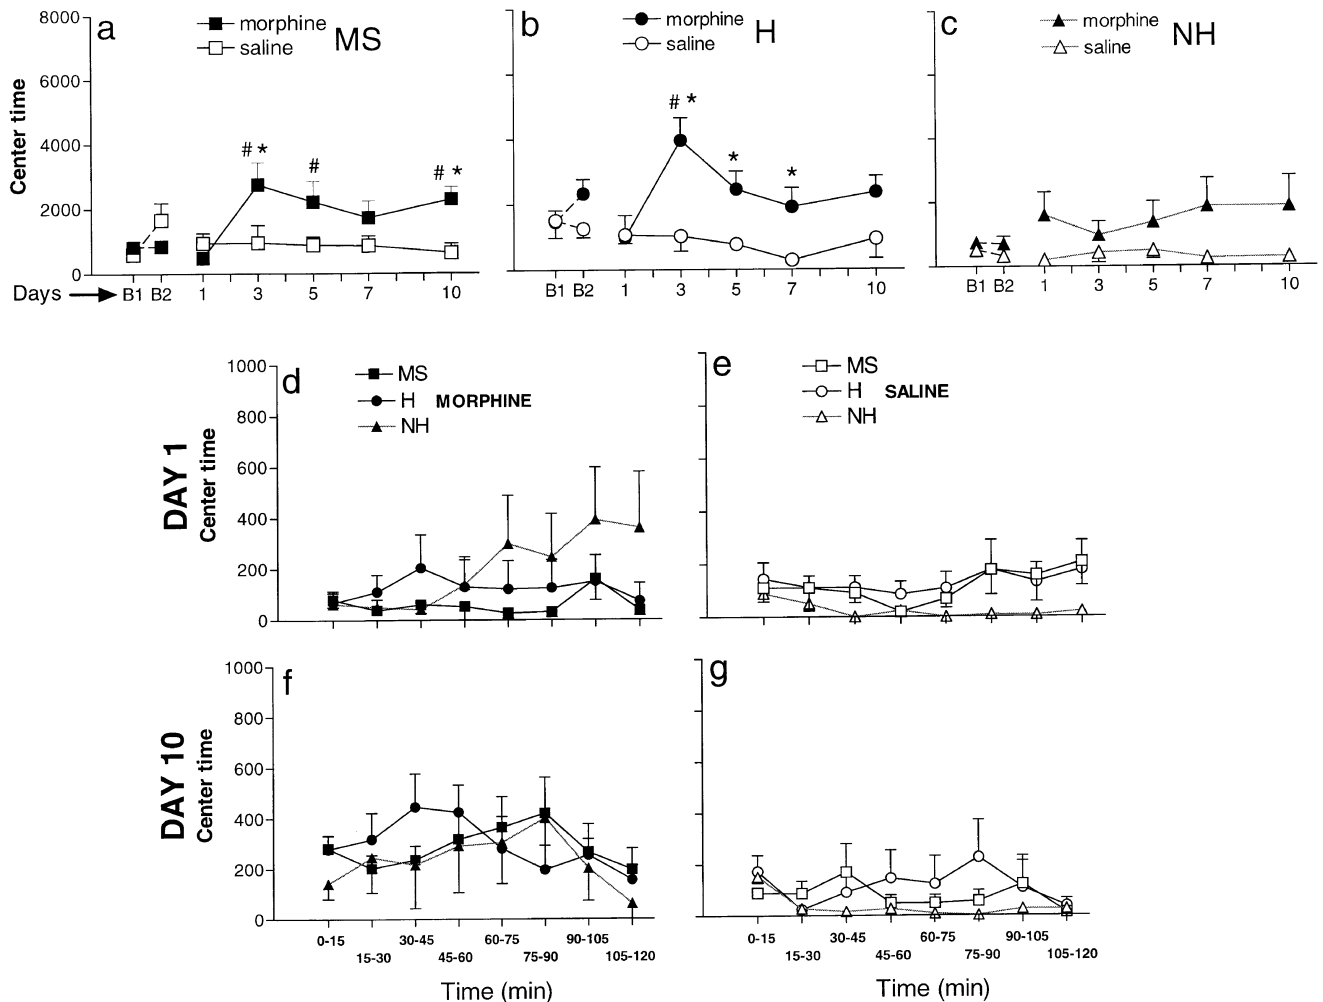 a
morphine
saline
MS
b
morphine
saline
H
c
morphine
saline
NH
8000
6000
4000
2000
0
Center time
# *
#
# *
# *
*
*
Days
B1 B2 1 3 5 7 10
B1 B2 1 3 5 7 10
B1 B2 1 3 5 7 10
d
MS
H MORPHINE
NH
e
MS
H SALINE
NH
DAY 1
Center time
1000
800
600
400
200
0
f
g
DAY 10
Center time
1000
800
600
400
200
0
0-15 30-45 60-75 90-105
15-30 45-60 75-90 105-120
Time (min)
0-15 30-45 60-75 90-105
15-30 45-60 75-90 105-120
Time (min)